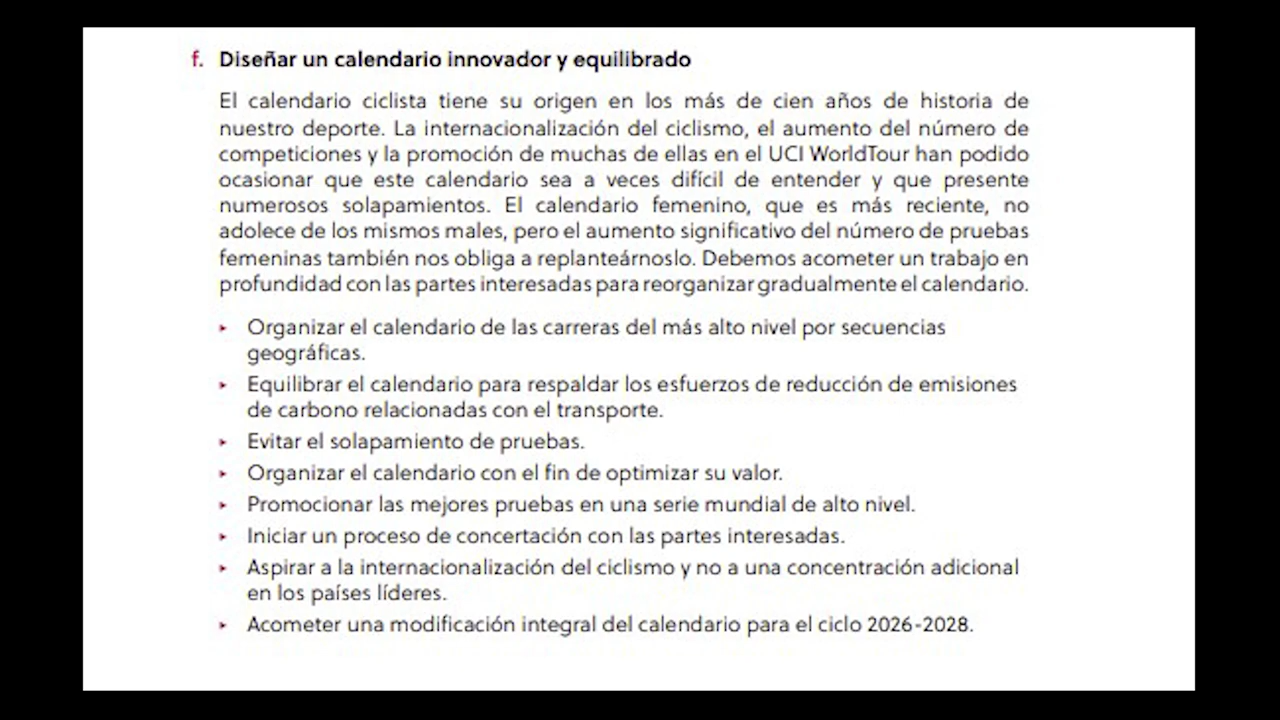 f. Diseñar un calendario innovador y equilibrado
El calendario ciclista tiene su origen en los más de cien años de historia de
nuestro deporte. La internacionalización del ciclismo, el aumento del número de
competiciones y la promoción de muchas de ellas en el UCI WorldTour han podido
ocasionar que este calendario sea a veces difícil de entender y que presente
numerosos solapamientos. El calendario femenino, que es más reciente, no
adolece de los mismos males, pero el aumento significativo del número de pruebas
femeninas también nos obliga a replanteárnoslo. Debemos acometer un trabajo en
profundidad con las partes interesadas para reorganizar gradualmente el calendario.
▸ Organizar el calendario de las carreras del más alto nivel por secuencias
geográficas.
▸ Equilibrar el calendario para respaldar los esfuerzos de reducción de emisiones
de carbono relacionadas con el transporte.
▸ Evitar el solapamiento de pruebas.
▸ Organizar el calendario con el fin de optimizar su valor.
▸ Promocionar las mejores pruebas en una serie mundial de alto nivel.
▸ Iniciar un proceso de concertación con las partes interesadas.
▸ Aspirar a la internacionalización del ciclismo y no a una concentración adicional
en los países líderes.
▸ Acometer una modificación integral del calendario para el ciclo 2026-2028.